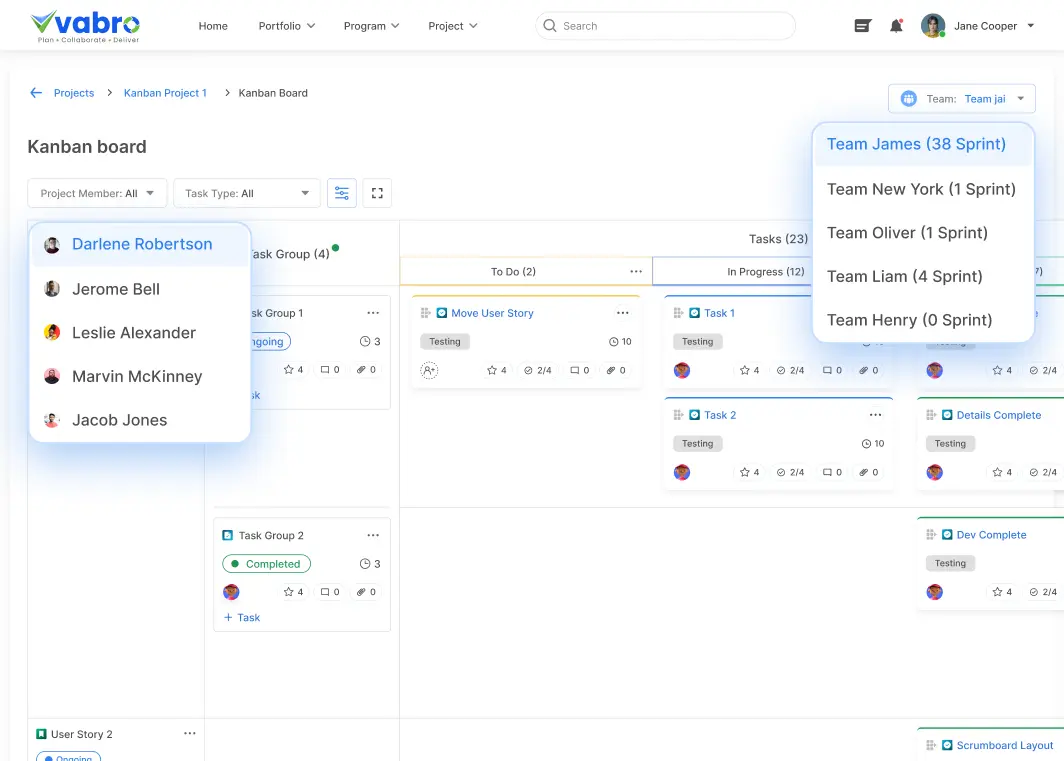 vabro
Plan • Collaborate • Deliver
Home
Portfolio
Program
Project
Search
Jane Cooper
Projects
Kanban Project 1
Kanban Board
Team: Team jai
Kanban board
Project Member: All
Task Type: All
Team James (38 Sprint)
Team New York (1 Sprint)
Team Oliver (1 Sprint)
Team Liam (4 Sprint)
Team Henry (0 Sprint)
Darlene Robertson
Jerome Bell
Leslie Alexander
Marvin McKinney
Jacob Jones
ask Group (4)
Tasks (23)
To Do (2)
In Progress (12)
7)
sk Group 1
ngoing
3
4 0 0
sk
Move User Story
Testing
10
4 2/4 0 0
Task 1
Testing
4 2/4 0 0
4 2/4
Task 2
Testing
10
4 2/4 0 0
Details Complete
Testing
4 2/4
Task Group 2
Completed
3
4 0 0
+ Task
Dev Complete
Testing
4 2/4
User Story 2
Ongoing
Scrumboard Layout